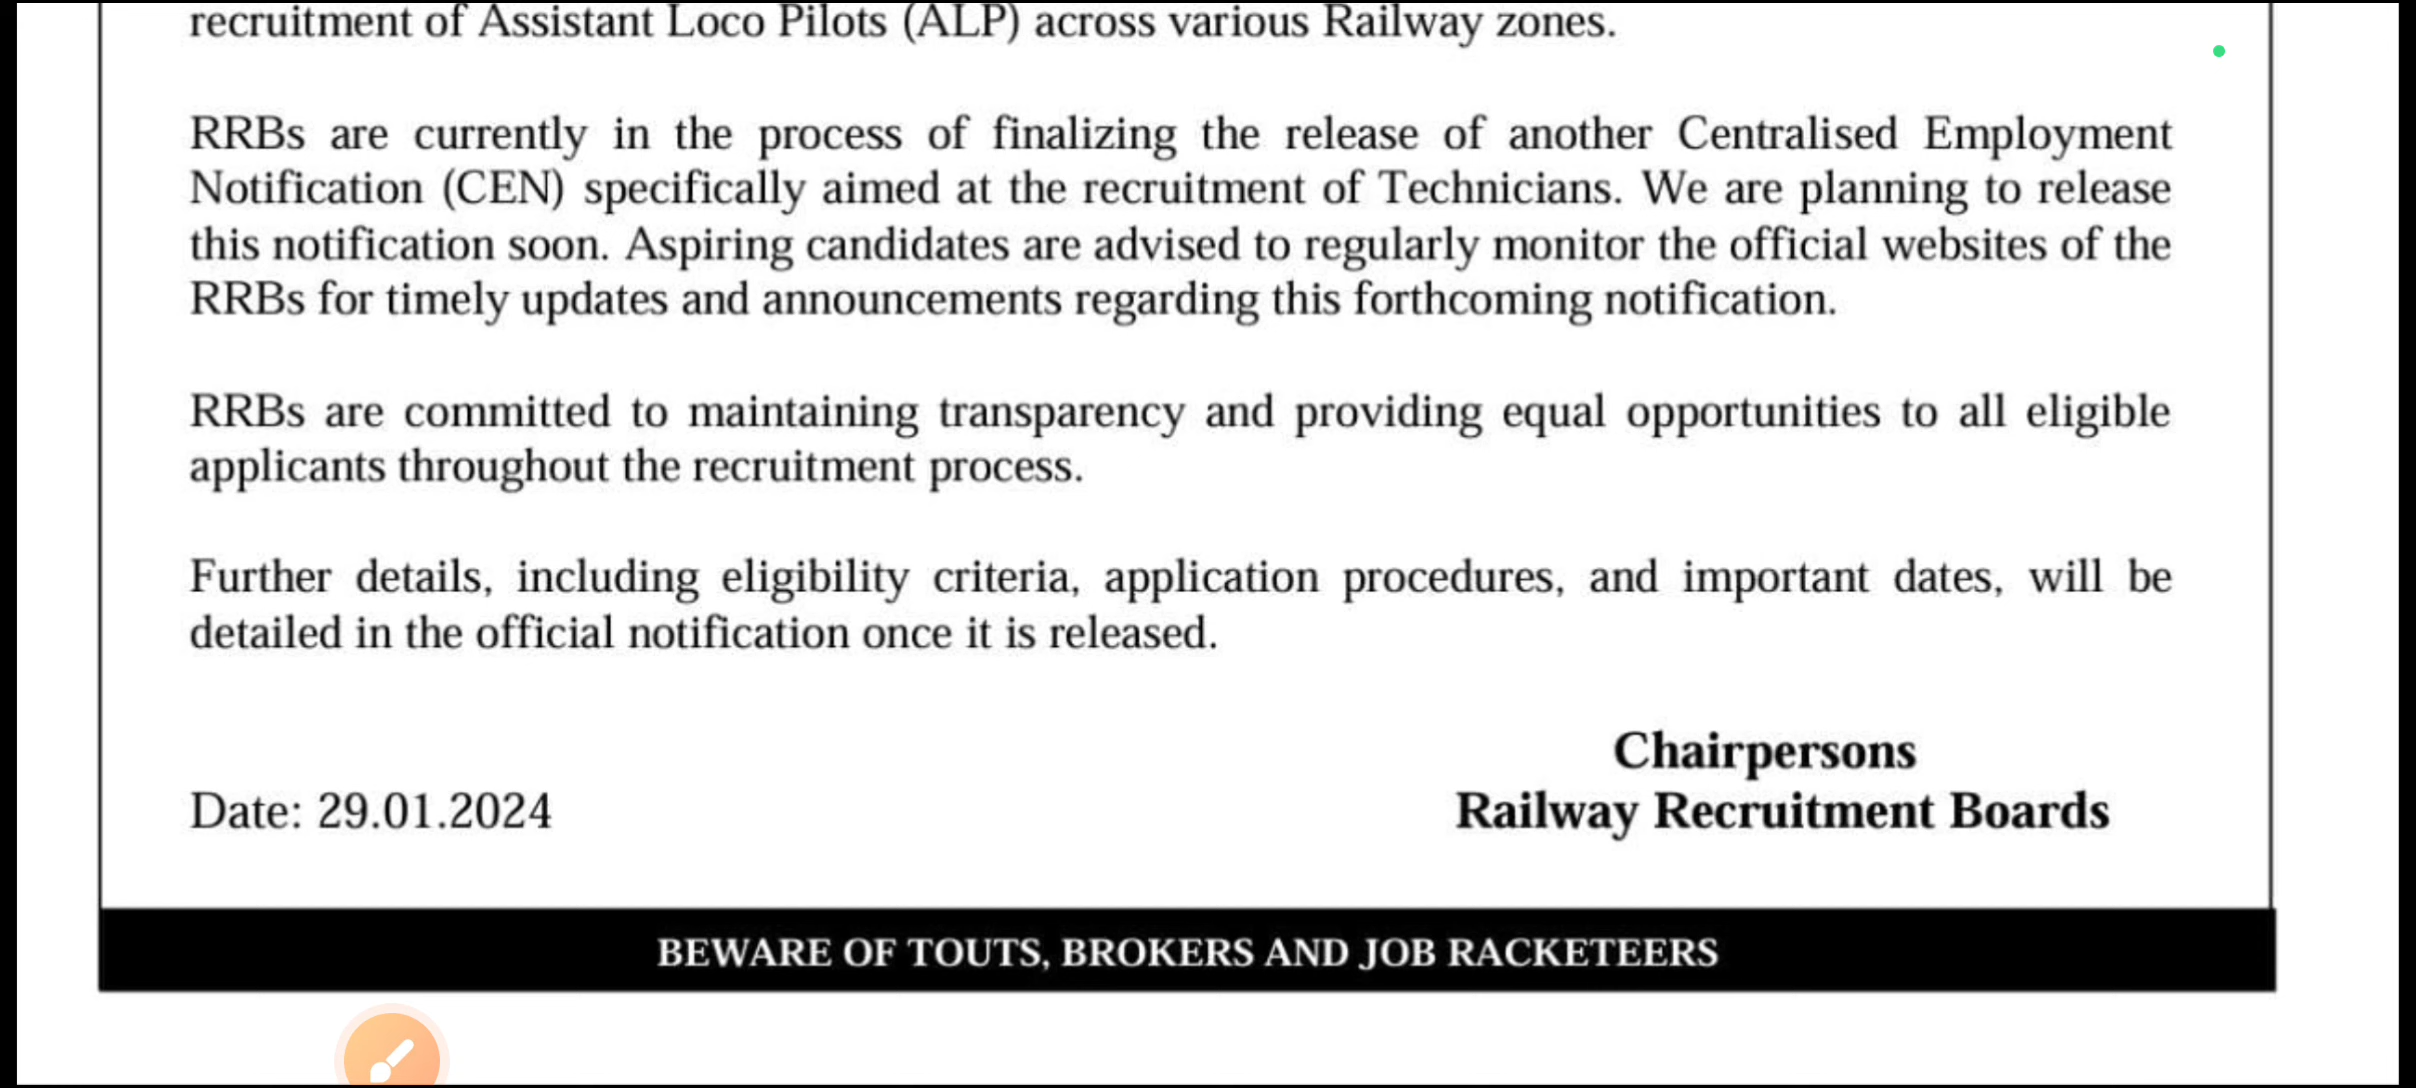 recruitment of Assistant Loco Pilots (ALP) across various Railway zones.
RRBs are currently in the process of finalizing the release of another Centralised Employment
Notification (CEN) specifically aimed at the recruitment of Technicians. We are planning to release
this notification soon. Aspiring candidates are advised to regularly monitor the official websites of the
RRBs for timely updates and announcements regarding this forthcoming notification.
RRBs are committed to maintaining transparency and providing equal opportunities to all eligible
applicants throughout the recruitment process.
Further details, including eligibility criteria, application procedures, and important dates, will be
detailed in the official notification once it is released.
Chairpersons
Date: 29.01.2024 Railway Recruitment Boards
BEWARE OF TOUTS, BROKERS AND JOB RACKETEERS